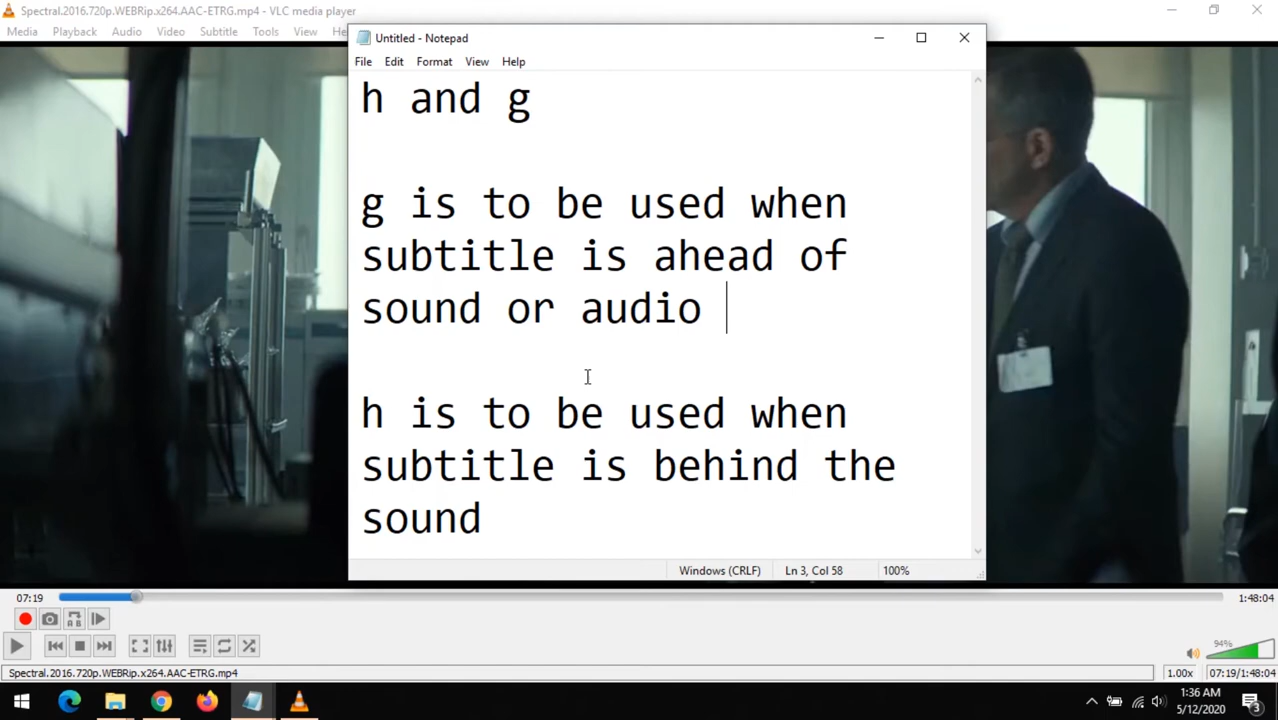 Spectral.2016.720p.WEBRip.x264.AAC-ETRG.mp4 - VLC media player
Media Playback Audio Video Subtitle Tools View He
Untitled - Notepad
File Edit Format View Help
h and g
g is to be used when
subtitle is ahead of
sound or audio
h is to be used when
subtitle is behind the
sound
Windows (CRLF) Ln 3, Col 58 100%
07:19 1:48:04
94%
Spectral.2016.720p.WEBRip.x264.AAC-ETRG.mp4 1.00x 07:19/1:48:04
1:36 AM
5/12/2020
3